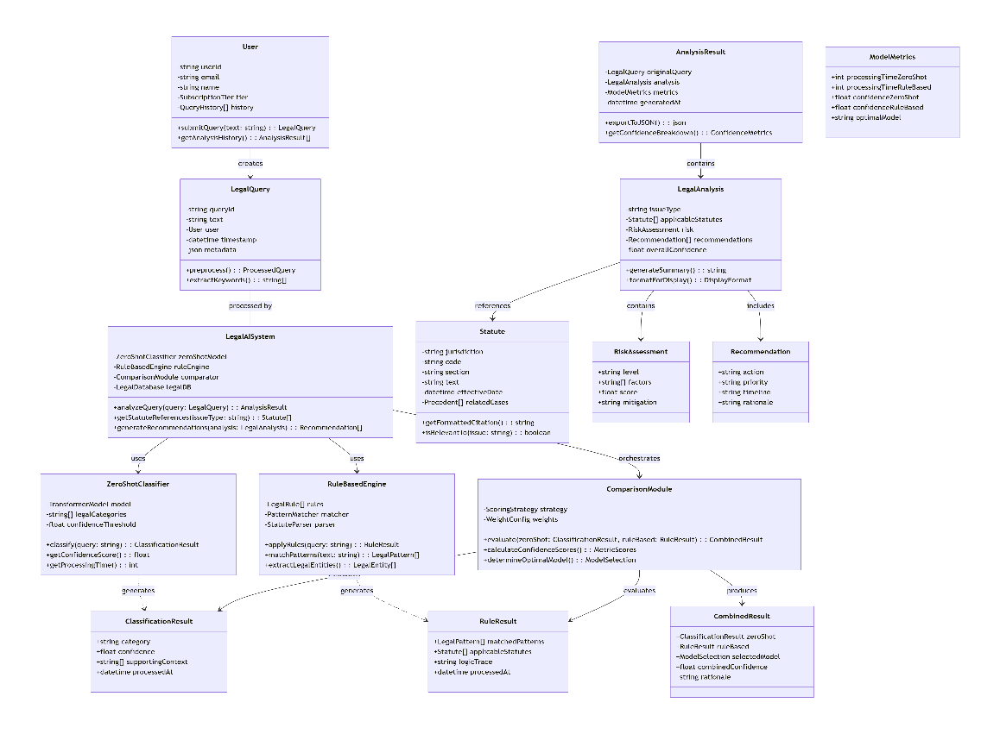 User
-string userId
-string email
-string name
-SubscriptionTier tier
-QueryHistory[] history
+submitQuery(text: string) : : LegalQuery
+getAnalysisHistory() : : AnalysisResult[]
AnalysisResult
-LegalQuery originalQuery
-LegalAnalysis analysis
-ModelMetrics metrics
-datetime generatedAt
+exportToJSON() : : json
+getConfidenceBreakdown() : : ConfidenceMetrics
ModelMetrics
+int processingTimeZeroShot
+int processingTimeRuleBased
+float confidenceZeroShot
+float confidenceRuleBased
+string optimalModel
creates
contains
LegalQuery
-string queryId
-string text
-User user
-datetime timestamp
-json metadata
+preprocess() : : ProcessedQuery
+extractKeywords() : : string[]
LegalAnalysis
-string issueType
-Statute[] applicableStatutes
-RiskAssessment risk
-Recommendation[] recommendations
-float overallConfidence
+generateSummary() : : string
+formatForDisplay() : : DisplayFormat
processed by
references
contains
includes
LegalAISystem
-ZeroShotClassifier zeroShotModel
-RuleBasedEngine ruleEngine
-ComparisonModule comparator
-LegalDatabase legalDB
+analyzeQuery(query: LegalQuery) : : AnalysisResult
+getStatuteReferences(issueType: string) : : Statute[]
+generateRecommendations(analysis: LegalAnalysis) : : Recommendation[]
Statute
-string jurisdiction
-string code
-string section
-string text
-datetime effectiveDate
-Precedent[] relatedCases
+getFormattedCitation() : : string
+isRelevantTo(issue: string) : : boolean
RiskAssessment
+string level
+string[] factors
+float score
+string mitigation
Recommendation
+string action
+string priority
+string timeline
+string rationale
uses
uses
orchestrates
ZeroShotClassifier
-TransformerModel model
-string[] legalCategories
-float confidenceThreshold
+classify(query: string) : : ClassificationResult
+getConfidenceScore() : : float
+getProcessingTime() : : int
RuleBasedEngine
-LegalRule[] rules
-PatternMatcher matcher
-StatuteParser parser
+applyRules(query: string) : : RuleResult
+matchPatterns(text: string) : : LegalPattern[]
+extractLegalEntities() : : LegalEntity[]
ComparisonModule
-ScoringStrategy strategy
-WeightConfig weights
+evaluate(zeroShot: ClassificationResult, ruleBased: RuleResult) : : CombinedResult
+calculateConfidenceScores() : : MetricScores
+determineOptimalModel() : : ModelSelection
generates
generates
evaluates
produces
ClassificationResult
+string category
+float confidence
+string[] supportingContext
+datetime processedAt
RuleResult
+LegalPattern[] matchedPatterns
+Statute[] applicableStatutes
+string logicTrace
+datetime processedAt
CombinedResult
+ClassificationResult zeroShot
+RuleResult ruleBased
+ModelSelection selectedModel
+float combinedConfidence
+string rationale